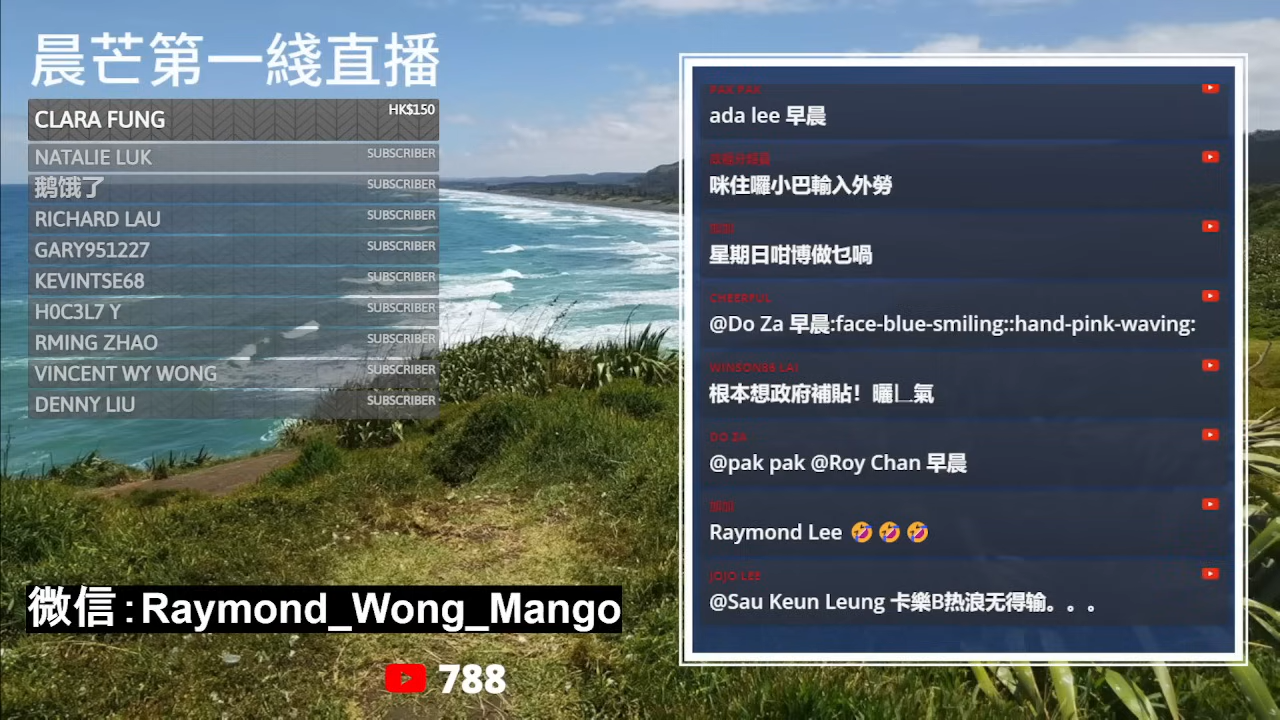 晨芒第一綫直播
CLARA FUNG HK$150
NATALIE LUK SUBSCRIBER
鹅饿了 SUBSCRIBER
RICHARD LAU SUBSCRIBER
GARY951227 SUBSCRIBER
KEVINTSE68 SUBSCRIBER
H0C3L7 Y SUBSCRIBER
RMING ZHAO SUBSCRIBER
VINCENT WY WONG SUBSCRIBER
DENNY LIU SUBSCRIBER
微信:Raymond_Wong_Mango
788
PAK PAK
ada lee 早晨
咪住囉小巴輸入外勞
星期日咁博做乜喎
CHEERFUL
@Do Za 早晨:face-blue-smiling::hand-pink-waving:
WINSON88 LAI
根本想政府補貼！曬乚氣
DO ZA
@pak pak @Roy Chan 早晨
Raymond Lee 🤣🤣🤣
JOJO LEE
@Sau Keun Leung 卡樂B热浪无得输。。。